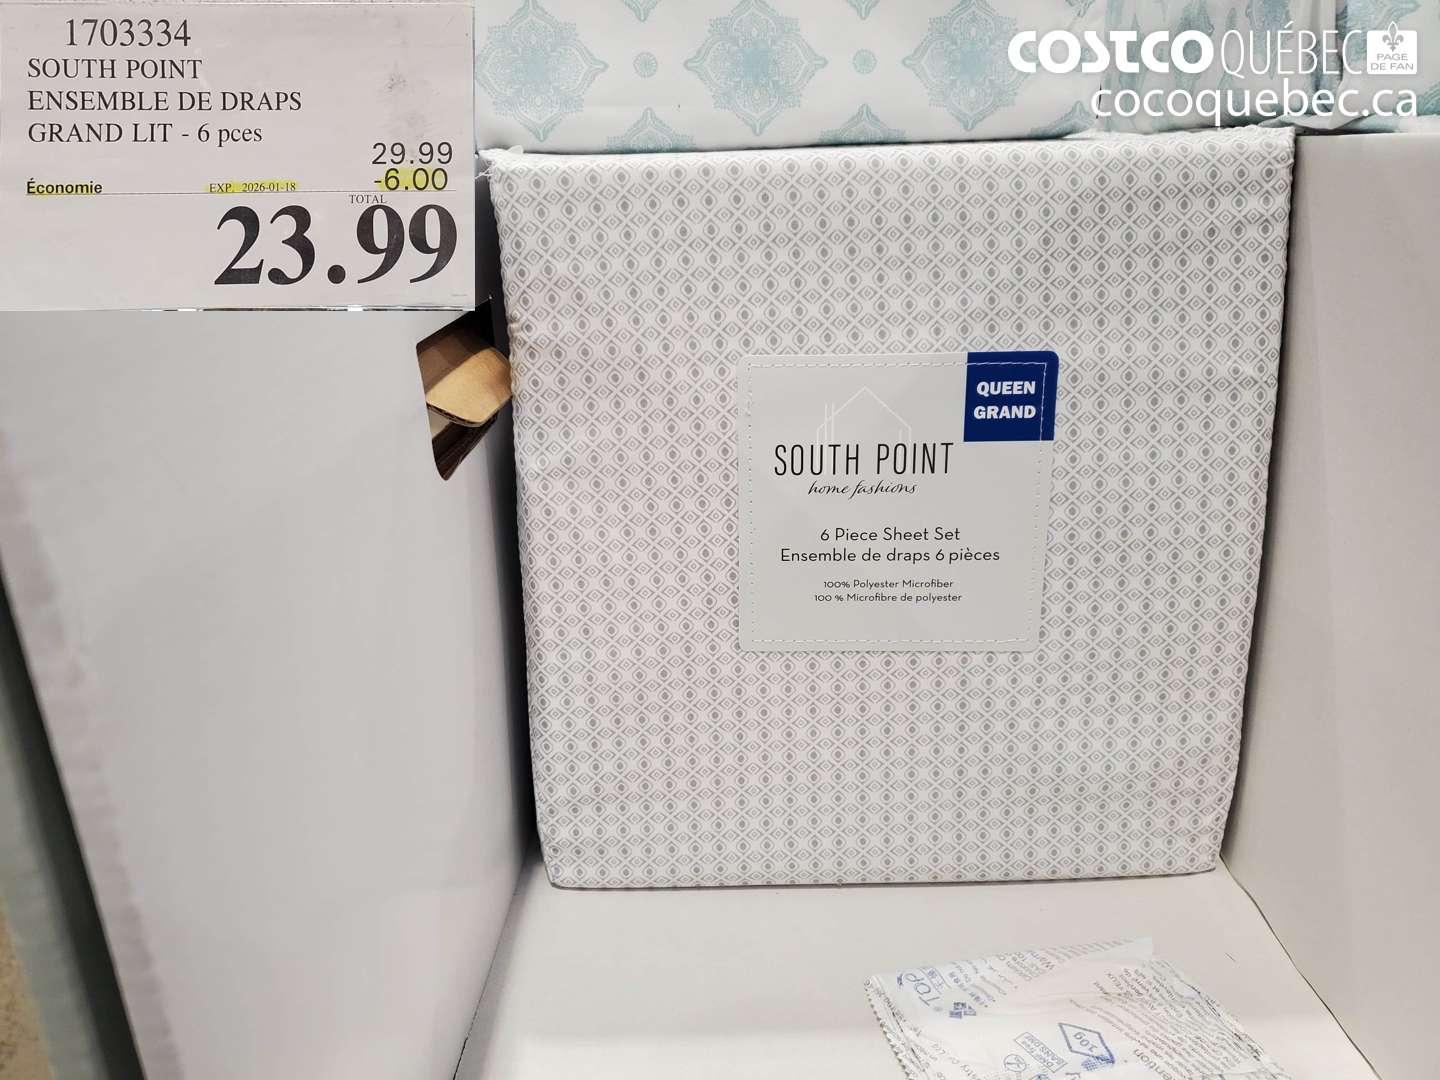 1703334
SOUTH POINT
ENSEMBLE DE DRAPS
GRAND LIT - 6 pces
29.99
Économie EXP. 2026-01-18 -6.00
TOTAL
23.99
COSTCO QUÉBEC PAGE DE FAN
cocoquebec.ca
QUEEN
GRAND
SOUTH POINT
home fashions
6 Piece Sheet Set
Ensemble de draps 6 pièces
100% Polyester Microfiber
100 % Microfibre de polyester
TOP
10g